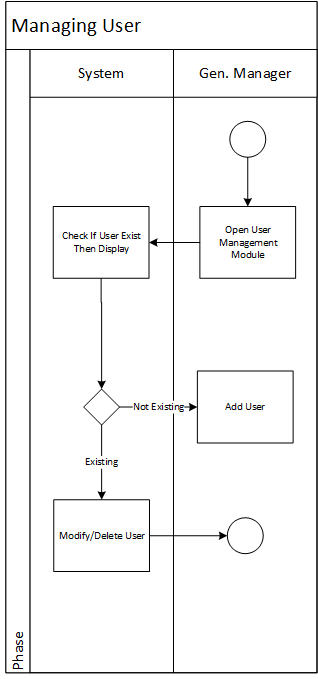 Managing User
System
Gen. Manager
Open User
Management
Module
Check If User Exist
Then Display
Not Existing
Add User
Existing
Modify/Delete User
Phase